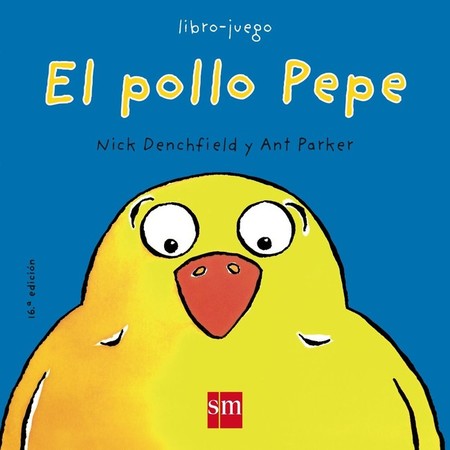 libro-juego
El pollo Pepe
Nick Denchfield y Ant Parker
16.ª edición
sm